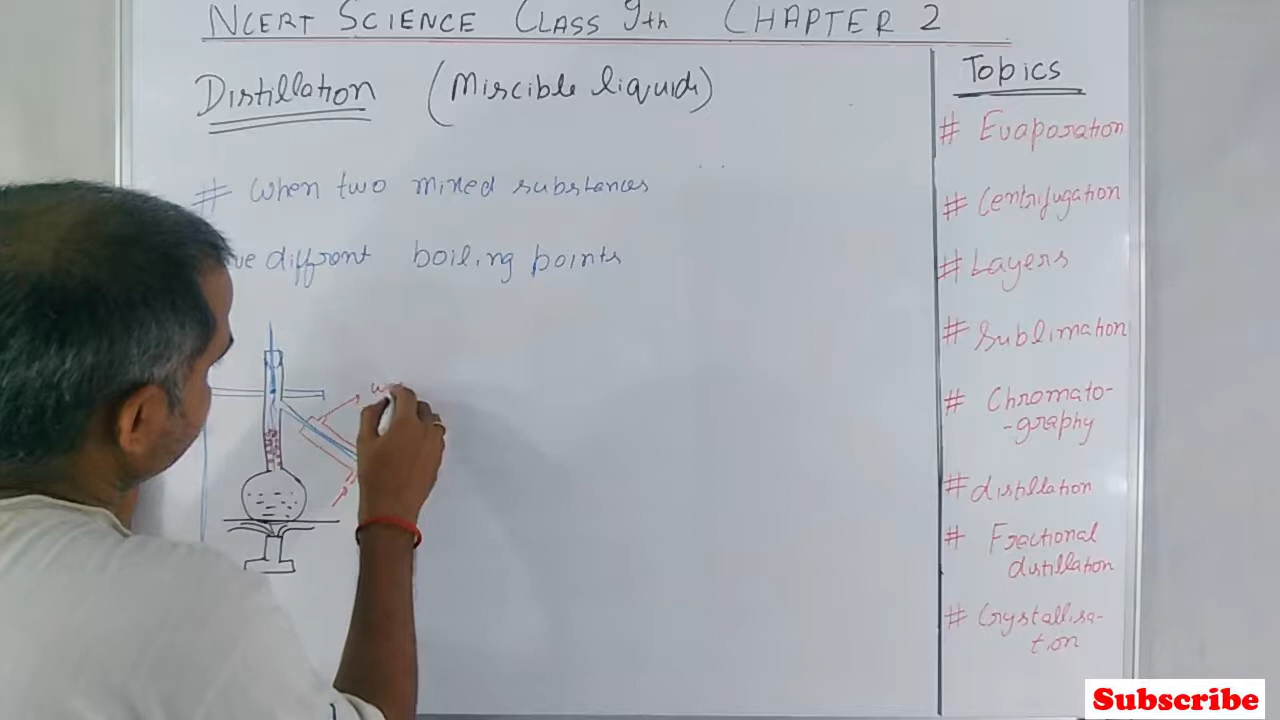 NCERT SCIENCE CLASS 9th CHAPTER 2
Distillation (Miscible liquids)
# When two mixed substances
diffrent boiling points
Topics
# Evaporation
# Centrifugation
# Layers
# Sublimation
# Chromato-
-graphy
# distillation
# Fractional
distillation
# Crystallisa-
tion
Subscribe